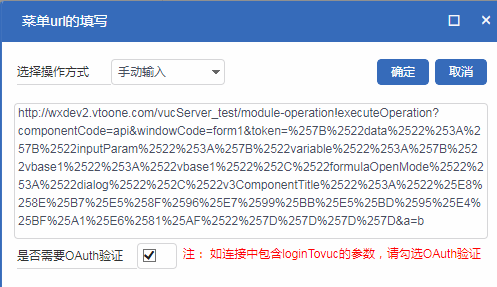 菜单url的填写
选择操作方式 手动输入 确定 取消
http://wxdev2.vtoone.com/vucServer_test/module-operation!executeOperation?
componentCode=api&windowCode=form1&token=%257B%2522data%2522%253A%
257B%2522inputParam%2522%253A%257B%2522variable%2522%253A%257B%252
2vbase1%2522%253A%2522vbase1%2522%252C%2522formulaOpenMode%2522%
253A%2522dialog%2522%252C%2522v3ComponentTitle%2522%253A%2522%25E8%
258E%25B7%25E5%258F%2596%25E7%2599%25BB%25E5%25BD%2595%25E4%
25BF%25A1%25E6%2581%25AF%2522%257D%257D%257D%257D&a=b
是否需要OAuth验证 注： 如连接中包含loginTovuc的参数，请勾选OAuth验证